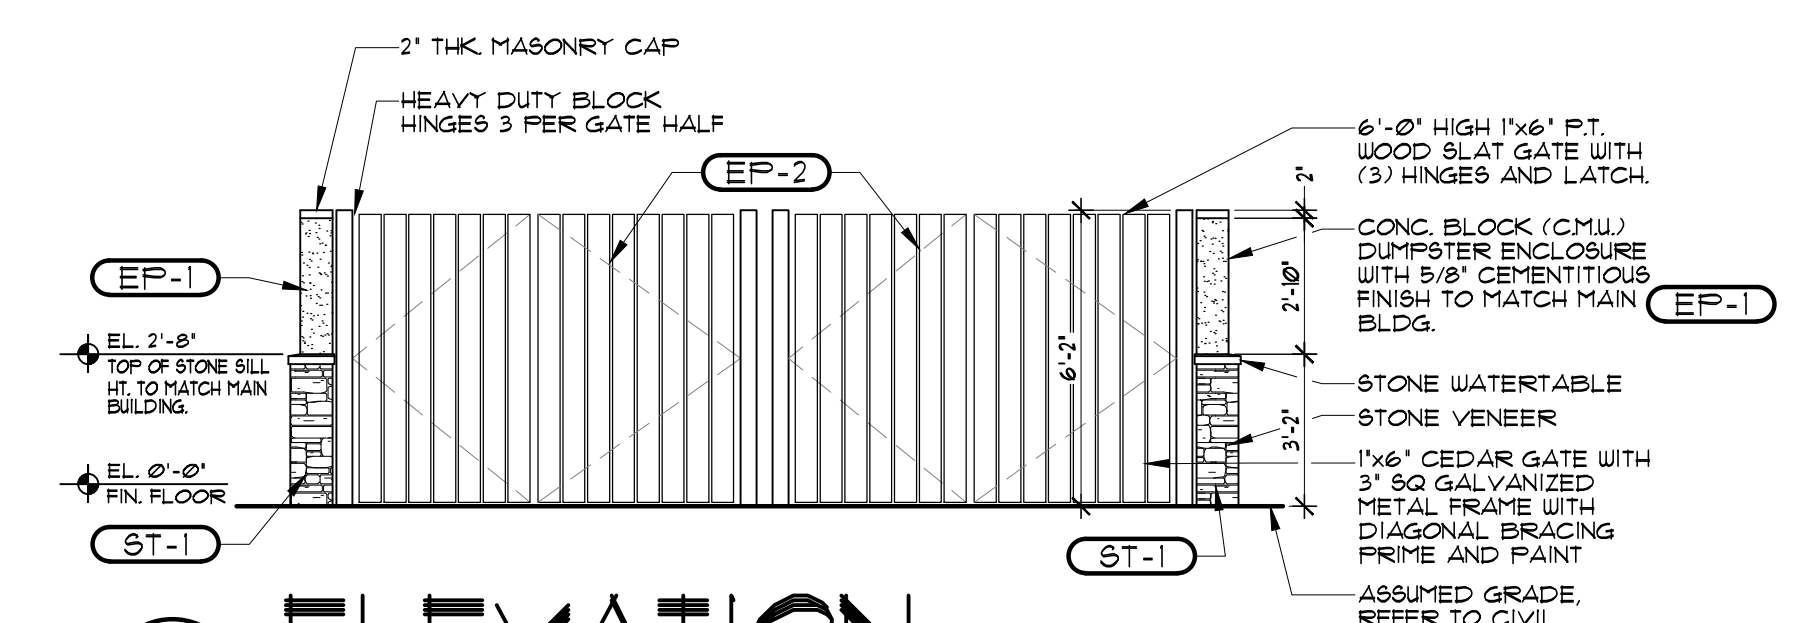 2" THK. MASONRY CAP
HEAVY DUTY BLOCK
HINGES 3 PER GATE HALF
EP-2
6'-0" HIGH 1"x6" P.T.
WOOD SLAT GATE WITH
(3) HINGES AND LATCH.
2"
CONC. BLOCK (C.M.U.)
DUMPSTER ENCLOSURE
WITH 5/8" CEMENTITIOUS
FINISH TO MATCH MAIN
BLDG.
EP-1
EP-1
2'-10"
EL. 2'-8"
TOP OF STONE SILL
HT. TO MATCH MAIN
BUILDING.
6'-2"
STONE WATERTABLE
STONE VENEER
3'-2"
1"x6" CEDAR GATE WITH
3" SQ GALVANIZED
METAL FRAME WITH
DIAGONAL BRACING
PRIME AND PAINT
EL. 0'-0"
FIN. FLOOR
ST-1
ST-1
ASSUMED GRADE,
REFER TO CIVIL
ELEVATION